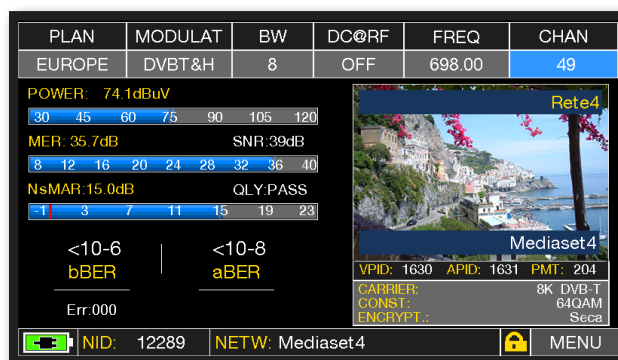 PLAN MODULAT BW DC@RF FREQ CHAN
EUROPE DVBT&H 8 OFF 698.00 49
POWER: 74.1dBuV
30 45 60 75 90 105 120
MER: 35.7dB SNR:39dB
8 12 16 20 24 28 32 36 40
NsMAR:15.0dB QLY:PASS
-1 3 7 11 15 19 23
<10-6 <10-8
bBER aBER
Err:000
Rete4
Mediaset4
VPID: 1630 APID: 1631 PMT: 204
CARRIER: 8K DVB-T
CONST: 64QAM
ENCRYPT.: Seca
NID: 12289 NETW: Mediaset4 MENU